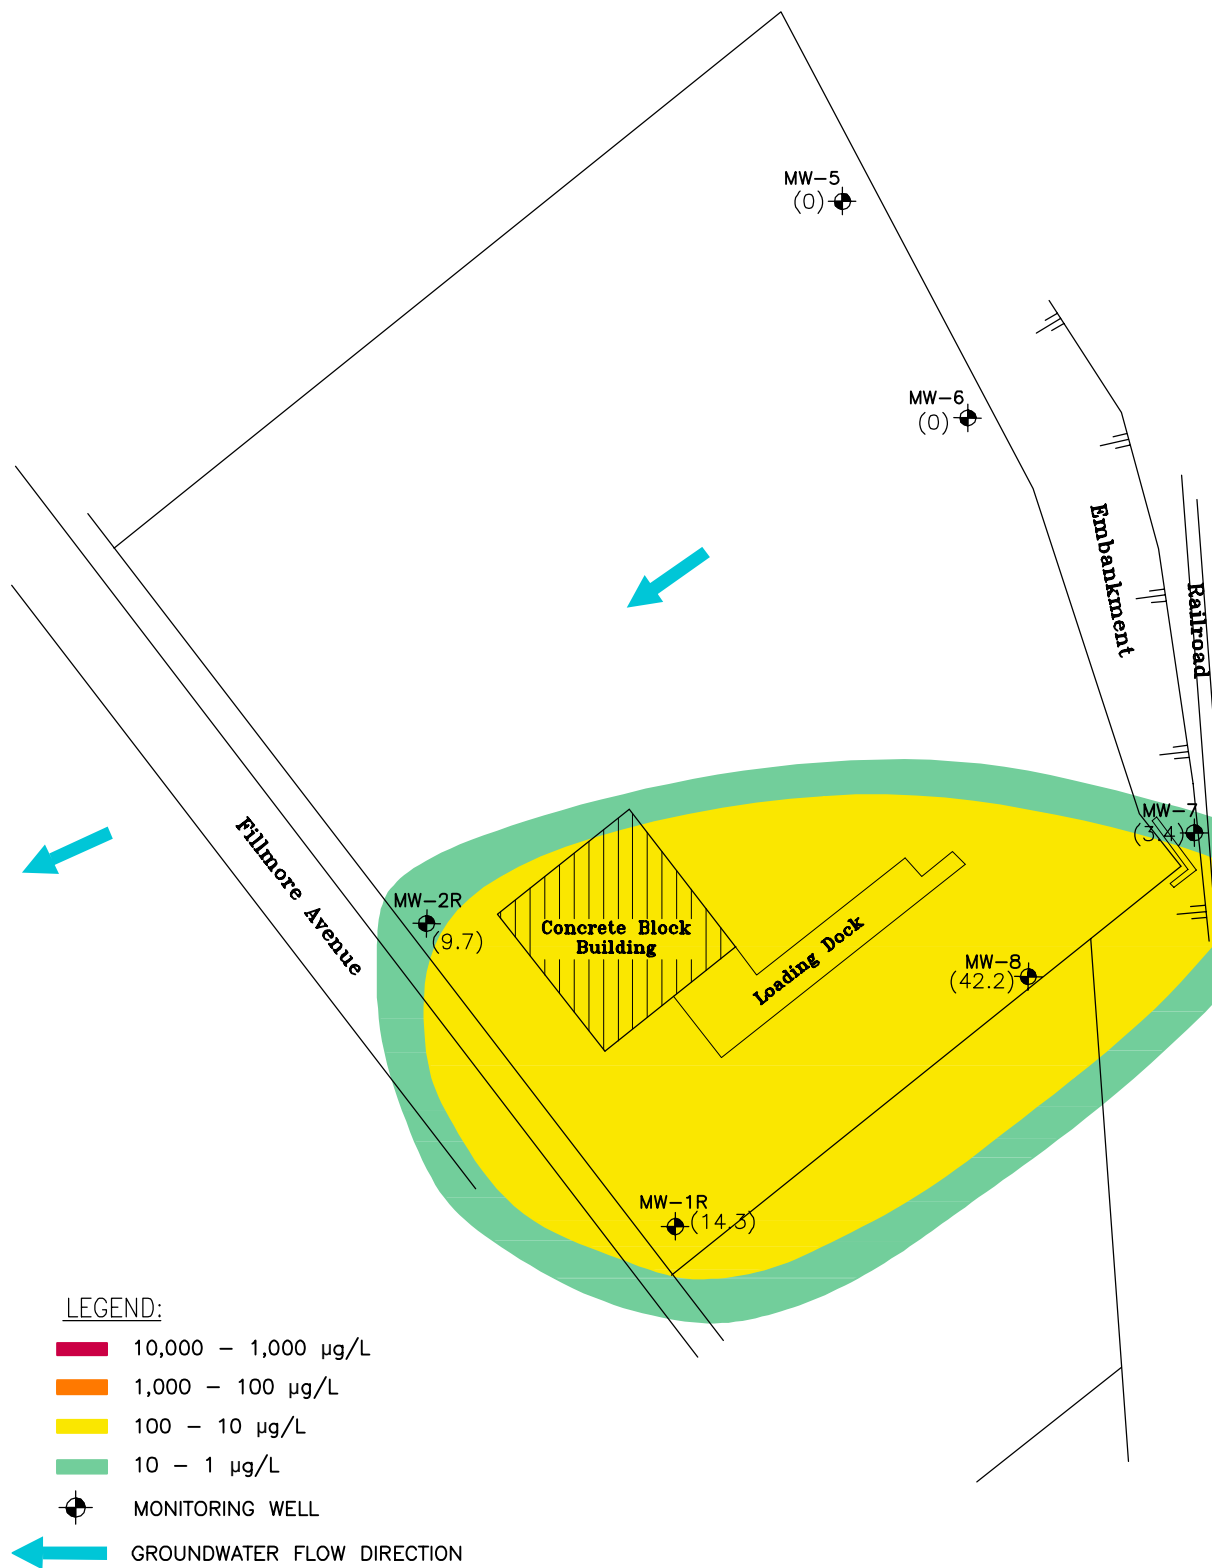 MW-5
(0)
MW-6
(0)
Embankment
Railroad
MW-7
(3.4)
Fillmore Avenue
MW-2R
(9.7)
Concrete Block
Building
Loading Dock
MW-8
(42.2)
MW-1R
(14.3)
LEGEND:
10,000 - 1,000 µg/L
1,000 - 100 µg/L
100 - 10 µg/L
10 - 1 µg/L
MONITORING WELL
GROUNDWATER FLOW DIRECTION